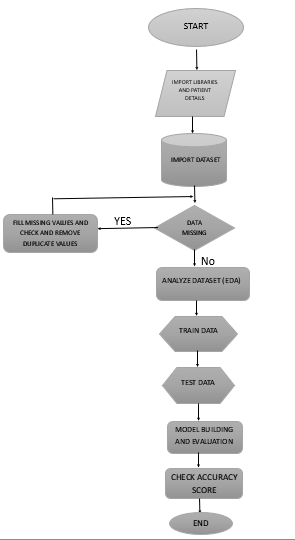 START
IMPORT LIBRARIES
AND PATIENT
DETAILS
IMPORT DATASET
DATA
MISSING
YES
FILL MISSING VALUES AND
CHECK AND REMOVE
DUPLICATE VALUES
No
ANALYZE DATASET (EDA)
TRAIN DATA
TEST DATA
MODEL BUILDING
AND EVALUATION
CHECK ACCURACY
SCORE
END